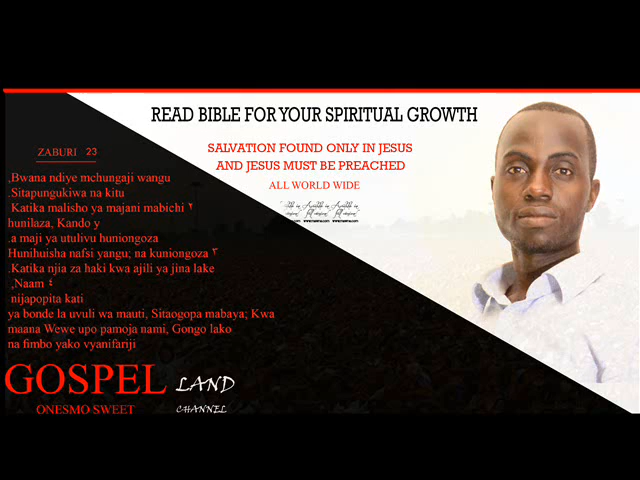 READ BIBLE FOR YOUR SPIRITUAL GROWTH
SALVATION FOUND ONLY IN JESUS
AND JESUS MUST BE PREACHED
ALL WORLD WIDE
ZABURI 23
,Bwana ndiye mchungaji wangu
.Sitapungukiwa na kitu
.Katika malisho ya majani mabichi ٢
hunilaza, Kando y
.a maji ya utulivu huniongoza
Hunihuisha nafsi yangu; na kuniongoza ٣
.Katika njia za haki kwa ajili ya jina lake
,Naam ٤
nijapopita kati
ya bonde la uvuli wa mauti, Sitaogopa mabaya; Kwa
maana Wewe upo pamoja nami, Gongo lako
na fimbo yako vyanifariji
GOSPEL LAND
ONESMO SWEET CHANNEL